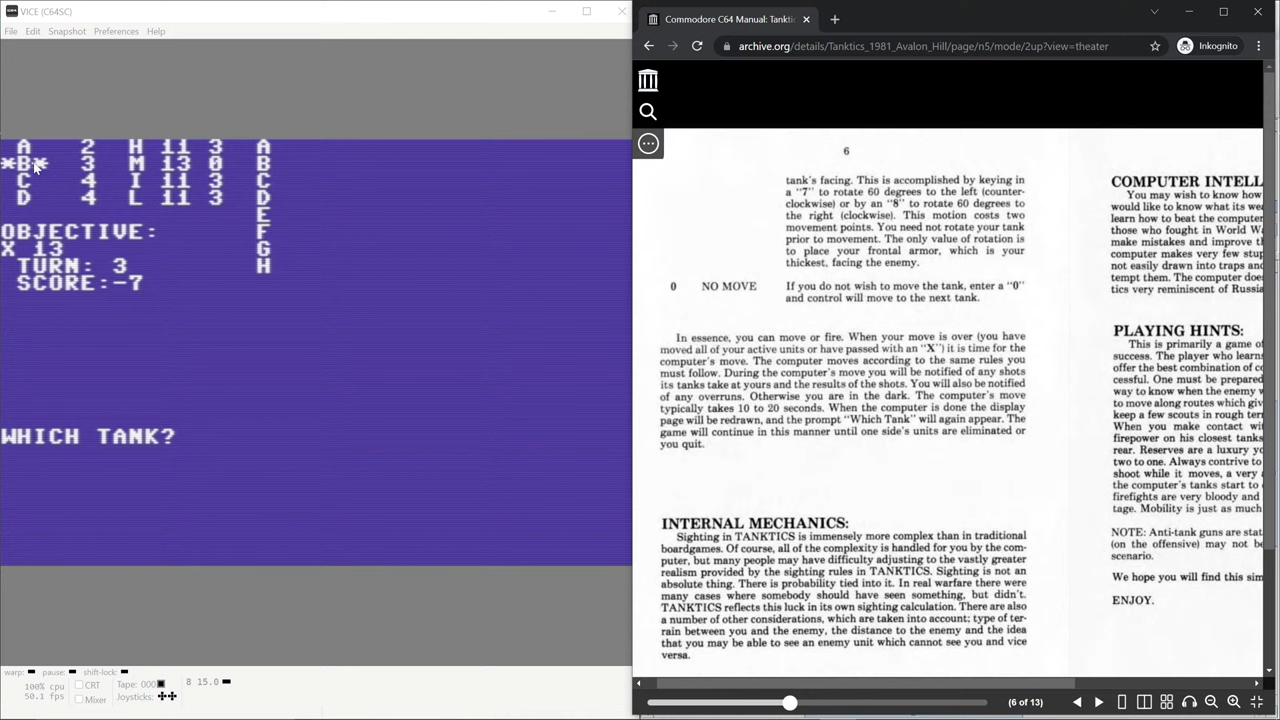 VICE (C64SC)
File Edit Snapshot Preferences Help
A 2 H 11 3 A
*B* 3 M 13 0 B
C 4 I 11 3 C
D 4 L 11 3 D
E
OBJECTIVE: F
X 13 G
TURN: 3 H
SCORE:-7
WHICH TANK?
warp: pause: shift-lock:
100% cpu
50.1 fps
CRT
Mixer
Tape: 000
Joysticks:
8 15.0
Commodore C64 Manual: Tankti
archive.org/details/Tanktics_1981_Avalon_Hill/page/n5/mode/2up?view=theater
Inkognito
6
tank's facing. This is accomplished by keying in
a "7" to rotate 60 degrees to the left (counter-
clockwise) or by an "8" to rotate 60 degrees to
the right (clockwise). This motion costs two
movement points. You need not rotate your tank
prior to movement. The only value of rotation is
to place your frontal armor, which is your
thickest, facing the enemy.
0 NO MOVE If you do not wish to move the tank, enter a "0"
and control will move to the next tank.
In essence, you can move or fire. When your move is over (you have
moved all of your active units or have passed with an "X") it is time for the
computer's move. The computer moves according to the same rules you
must follow. During the computer's move you will be notified of any shots
its tanks take at yours and the results of the shots. You will also be notified
of any overruns. Otherwise you are in the dark. The computer's move
typically takes 10 to 20 seconds. When the computer is done the display
page will be redrawn, and the prompt "Which Tank" will again appear. The
game will continue in this manner until one side's units are eliminated or
you quit.
INTERNAL MECHANICS:
Sighting in TANKTICS is immensely more complex than in traditional
boardgames. Of course, all of the complexity is handled for you by the com-
puter, but many people may have difficulty adjusting to the vastly greater
realism provided by the sighting rules in TANKTICS. Sighting is not an
absolute thing. There is probability tied into it. In real warfare there were
many cases where somebody should have seen something, but didn't.
TANKTICS reflects this luck in its own sighting calculation. There are also
a number of other considerations, which are taken into account; type of ter-
rain between you and the enemy, the distance to the enemy and the idea
that you may be able to see an enemy unit which cannot see you and vice
versa.
COMPUTER INTELL
You may wish to know how
would like to know what its wea
learn how to beat the computer
those who fought in World Wa
make mistakes and improve th
computer makes very few stup
not easily drawn into traps and
tempt them. The computer doe
tics very reminiscent of Russia
PLAYING HINTS:
This is primarily a game of
success. The player who learns
offer the best combination of co
cessful. One must be prepared
way to know when the enemy w
to move along routes which give
keep a few scouts in rough terr
When you make contact wi
firepower on his closest tanks
rear. Reserves are a luxury yo
two to one. Always contrive to
shoot while it moves, a very a
the computer's tanks start to
firefights are very bloody and
tage. Mobility is just as much
NOTE: Anti-tank guns are stat
(on the offensive) may not be
scenario.
We hope you will find this sim
ENJOY.
(6 of 13)